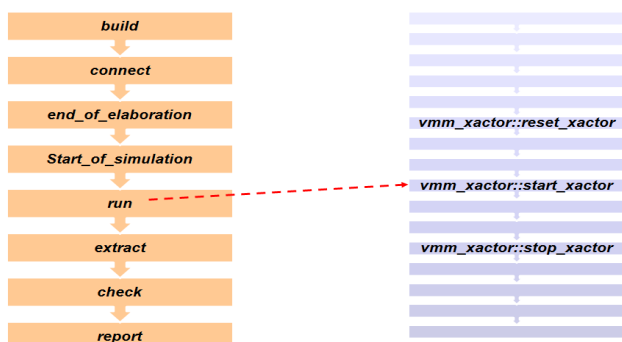 build
connect
end_of_elaboration
Start_of_simulation
run
extract
check
report
vmm_xactor::reset_xactor
vmm_xactor::start_xactor
vmm_xactor::stop_xactor